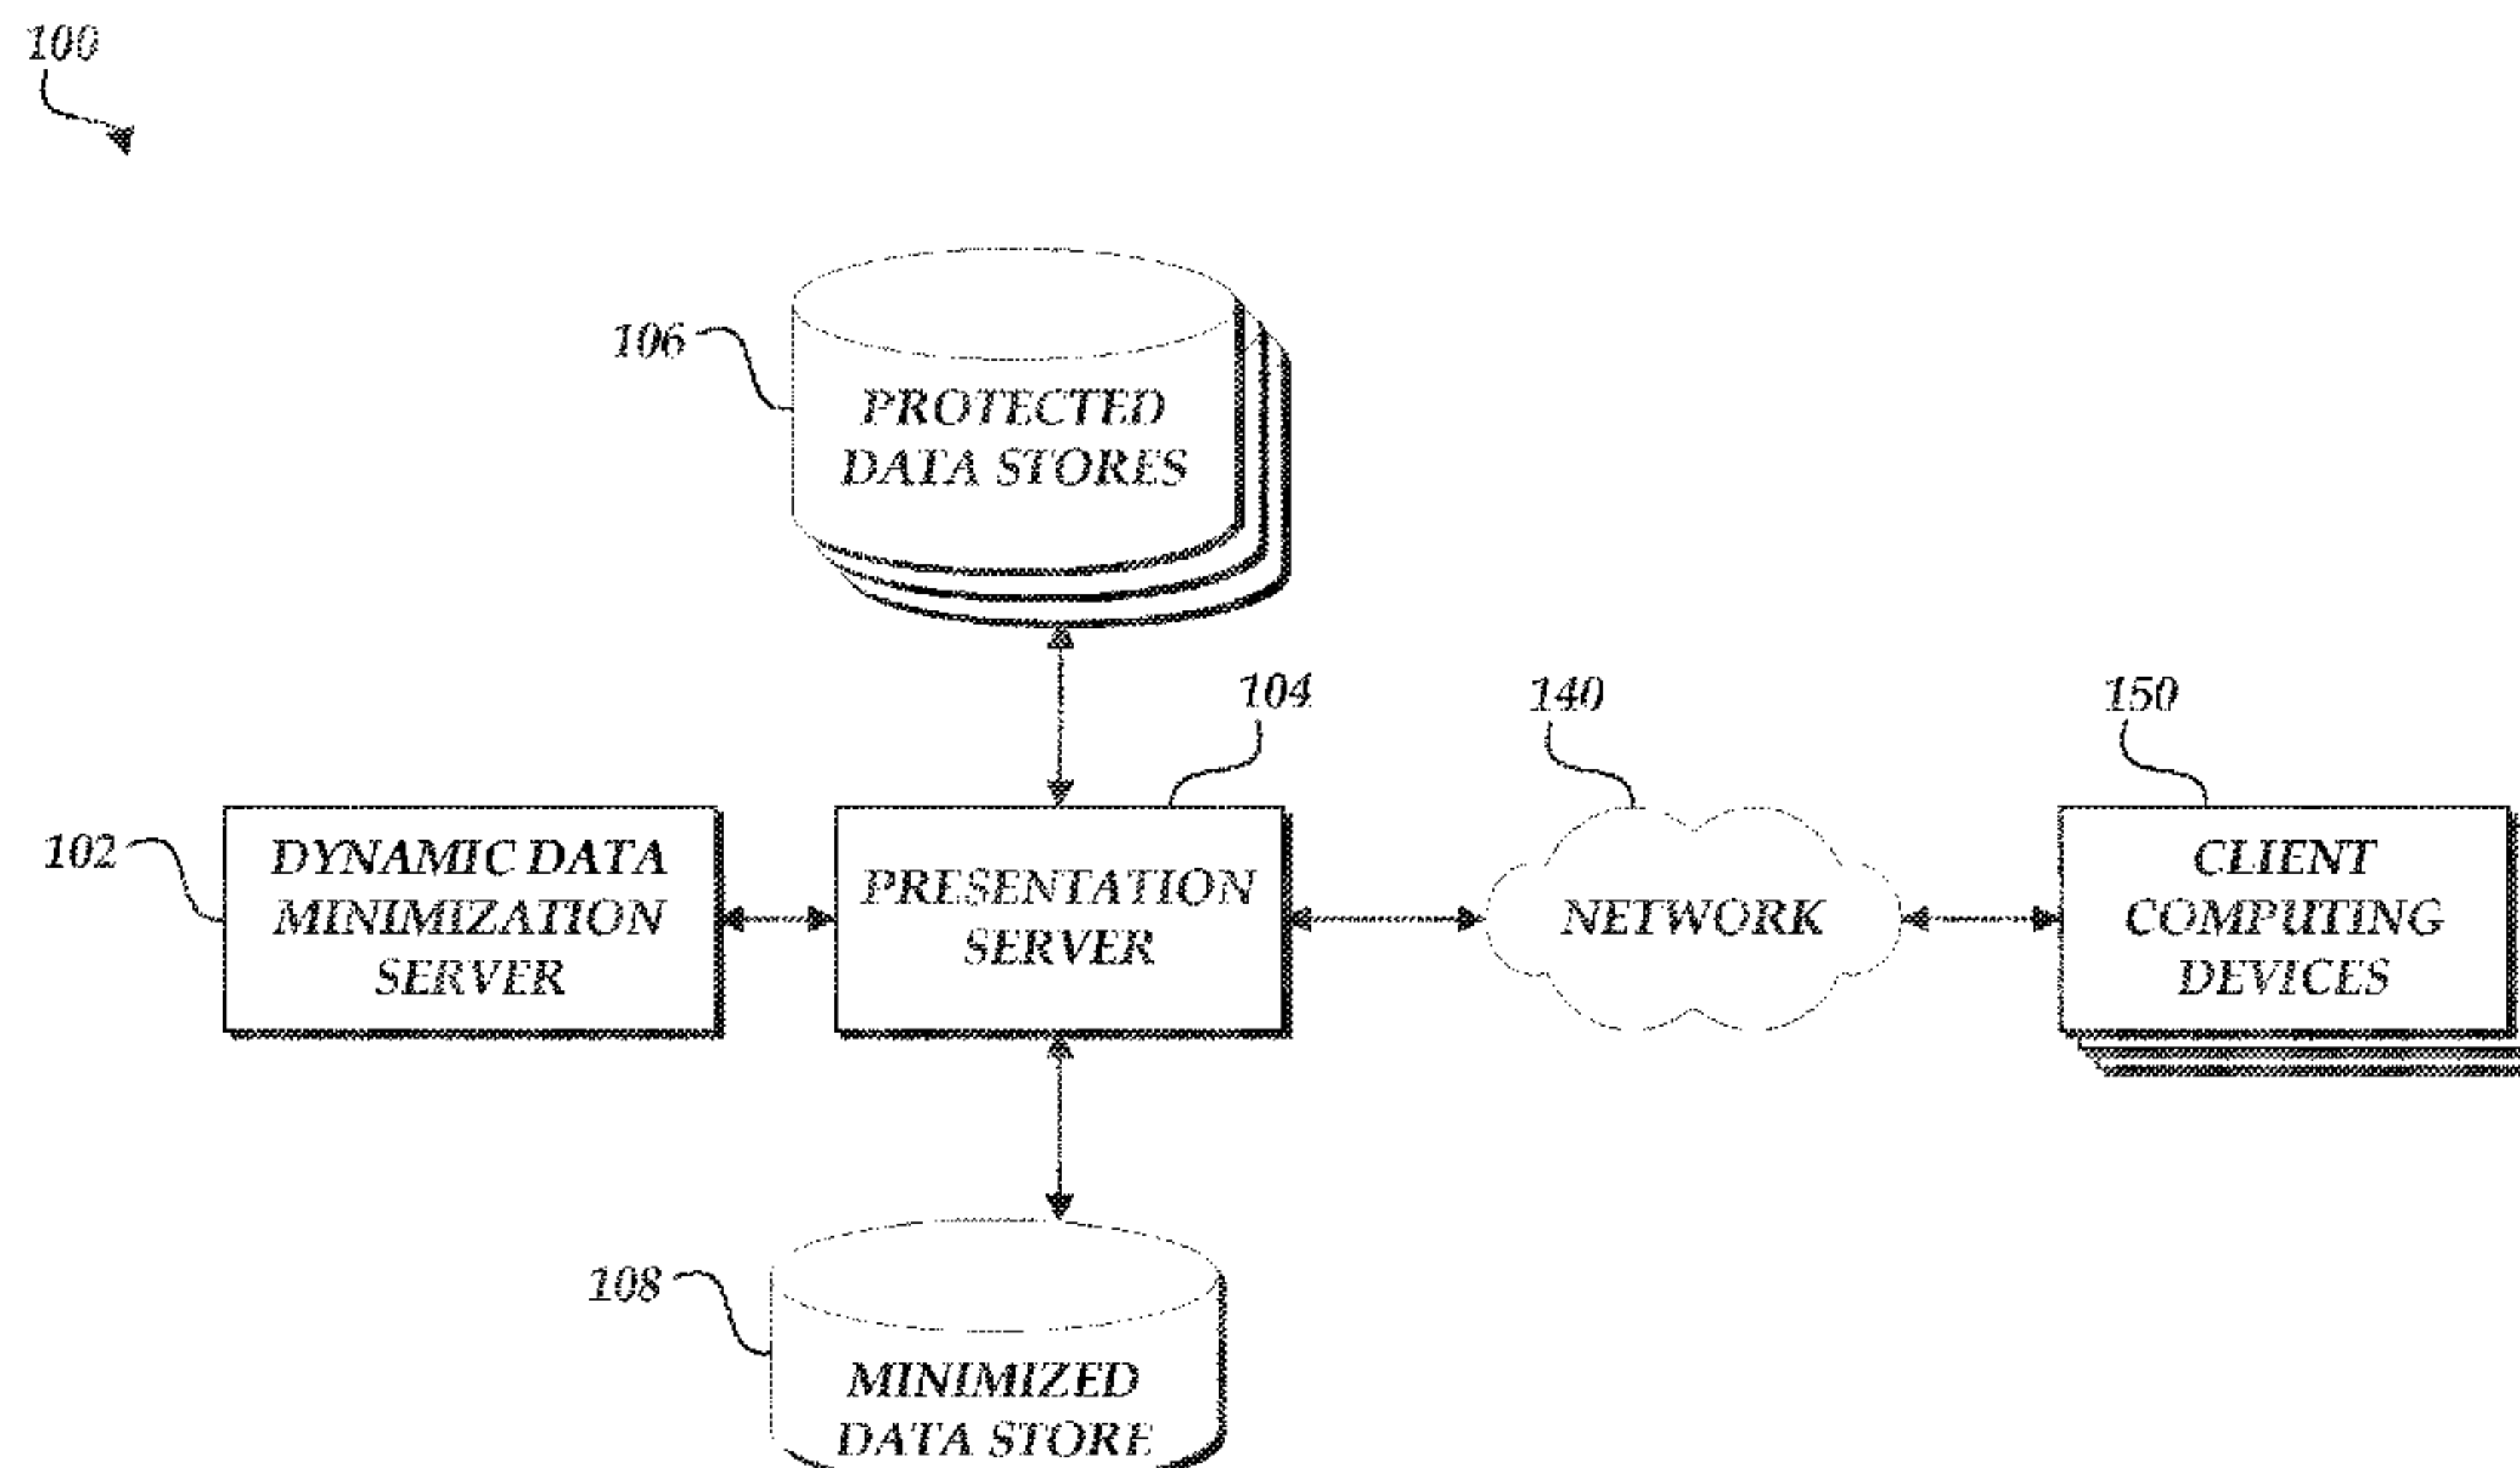 100
106
PROTECTED
DATA STORES
104
140
150
102
DYNAMIC DATA
MINIMIZATION
SERVER
PRESENTATION
SERVER
NETWORK
CLIENT
COMPUTING
DEVICES
108
MINIMIZED
DATA STORE